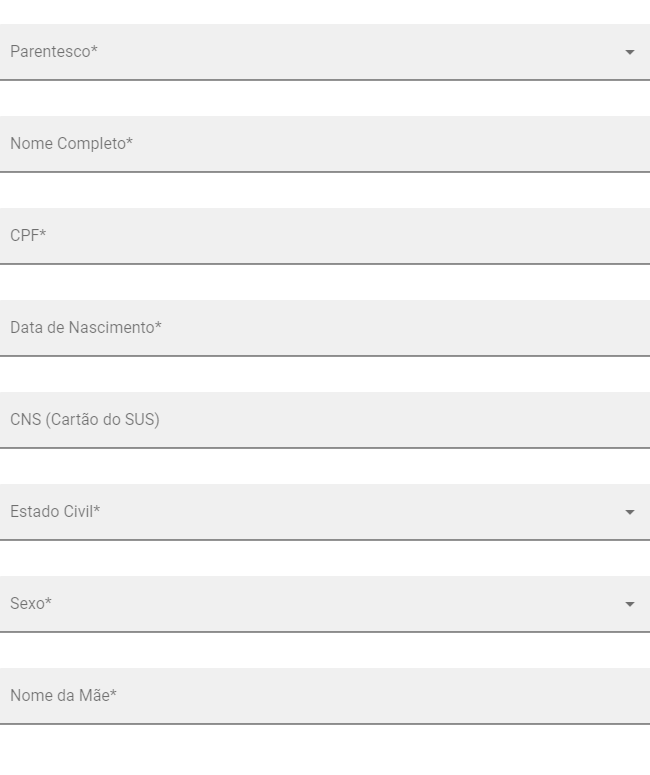 Parentesco*
Nome Completo*
CPF*
Data de Nascimento*
CNS (Cartão do SUS)
Estado Civil*
Sexo*
Nome da Mãe*